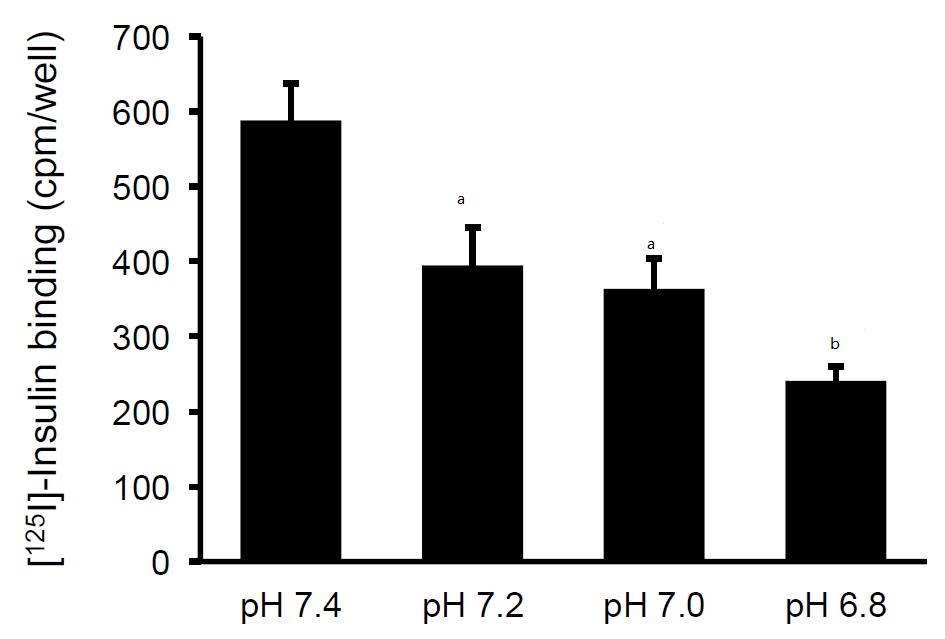 [¹²⁵I]-Insulin binding (cpm/well)
700
600
500
400
300
200
100
0
a
a
b
pH 7.4 pH 7.2 pH 7.0 pH 6.8